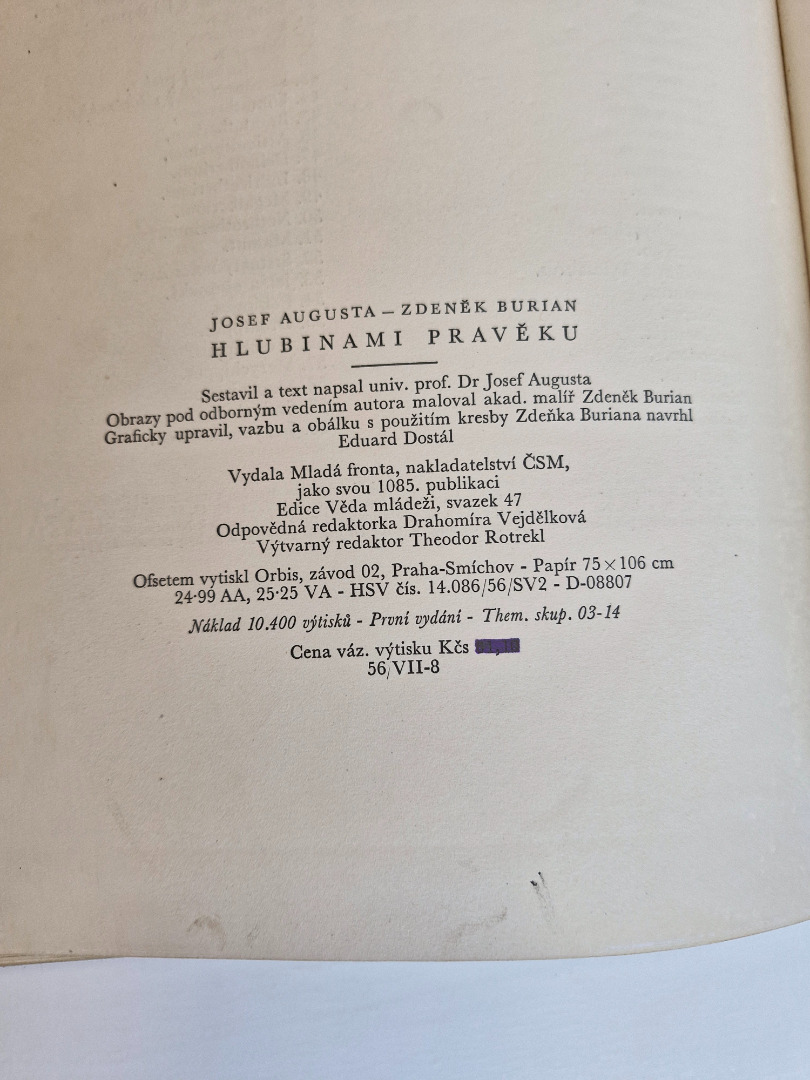 JOSEF AUGUSTA – ZDENĚK BURIAN
HLUBINAMI PRAVĚKU
Sestavil a text napsal univ. prof. Dr Josef Augusta
Obrazy pod odborným vedením autora maloval akad. malíř Zdeněk Burian
Graficky upravil, vazbu a obálku s použitím kresby Zdeňka Buriana navrhl
Eduard Dostál
Vydala Mladá fronta, nakladatelství ČSM,
jako svou 1085. publikaci
Edice Věda mládeži, svazek 47
Odpovědná redaktorka Drahomíra Vejdělková
Výtvarný redaktor Theodor Rotrekl
Ofsetem vytiskl Orbis, závod 02, Praha-Smíchov - Papír 75 × 106 cm
24·99 AA, 25·25 VA - HSV čís. 14.086/56/SV2 - D-08807
Náklad 10.400 výtisků - První vydání - Them. skup. 03-14
Cena váz. výtisku Kčs
56/VII-8